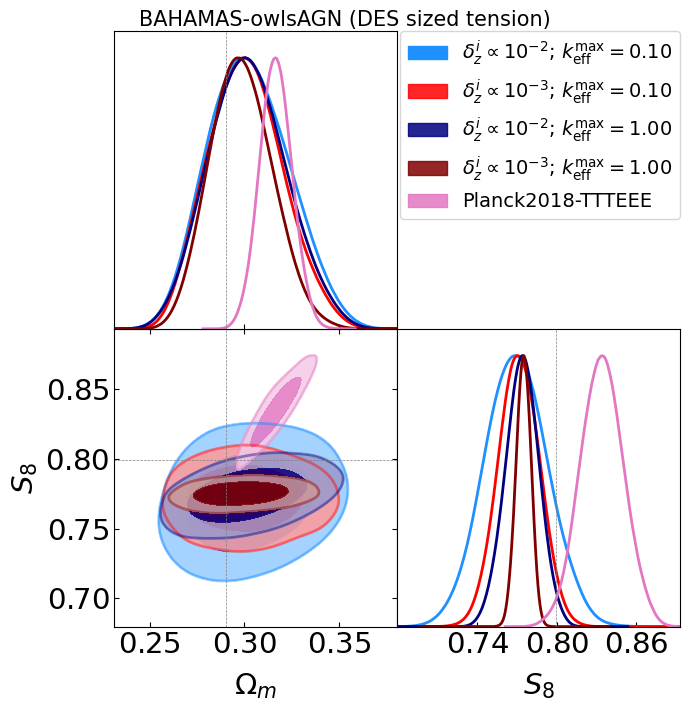 BAHAMAS-owlsAGN (DES sized tension)
δ_z^i ∝ 10^−2; k_eff^max = 0.10
δ_z^i ∝ 10^−3; k_eff^max = 0.10
δ_z^i ∝ 10^−2; k_eff^max = 1.00
δ_z^i ∝ 10^−3; k_eff^max = 1.00
Planck2018-TTTEEE
0.85
0.80
0.75
0.70
S_8
0.25 0.30 0.35
Ω_m
0.74 0.80 0.86
S_8